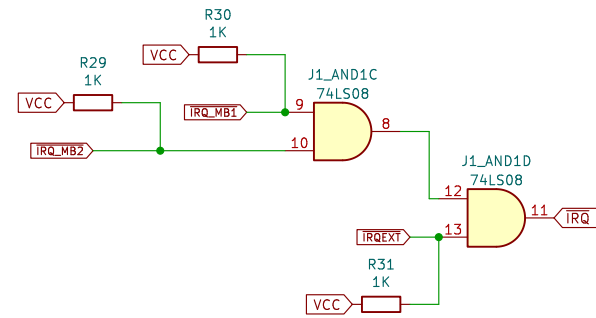 R30
1K
VCC
J1_AND1C
74LS08
R29
1K
VCC
IRQ_MB1
9
8
10
IRQ_MB2
J1_AND1D
74LS08
12
11
IRQ
13
IRQEXT
R31
1K
VCC